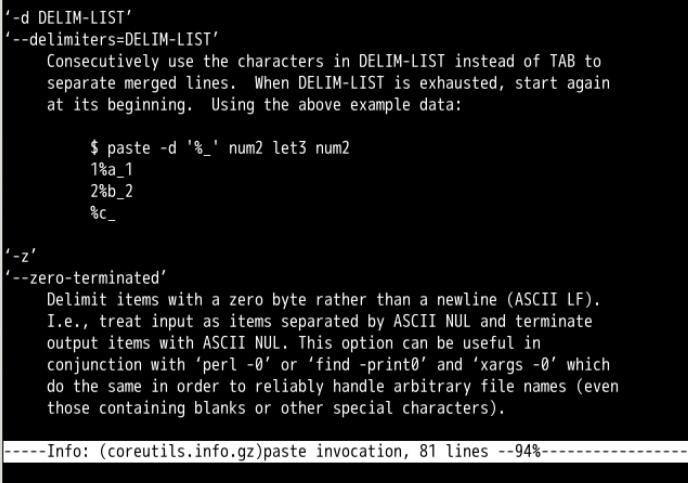 ‘-d DELIM-LIST’
‘--delimiters=DELIM-LIST’
Consecutively use the characters in DELIM-LIST instead of TAB to
separate merged lines.  When DELIM-LIST is exhausted, start again
at its beginning.  Using the above example data:
$ paste -d '%_' num2 let3 num2
1%a_1
2%b_2
%c_
‘-z’
‘--zero-terminated’
Delimit items with a zero byte rather than a newline (ASCII LF).
I.e., treat input as items separated by ASCII NUL and terminate
output items with ASCII NUL. This option can be useful in
conjunction with ‘perl -0’ or ‘find -print0’ and ‘xargs -0’ which
do the same in order to reliably handle arbitrary file names (even
those containing blanks or other special characters).
-----Info: (coreutils.info.gz)paste invocation, 81 lines --94%-----------------